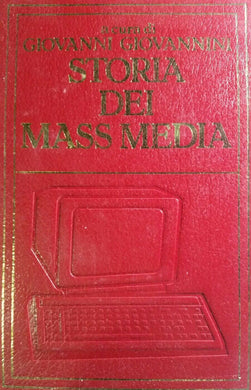 a cura di
GIOVANNI GIOVANNINI
STORIA
DEI
MASS MEDIA